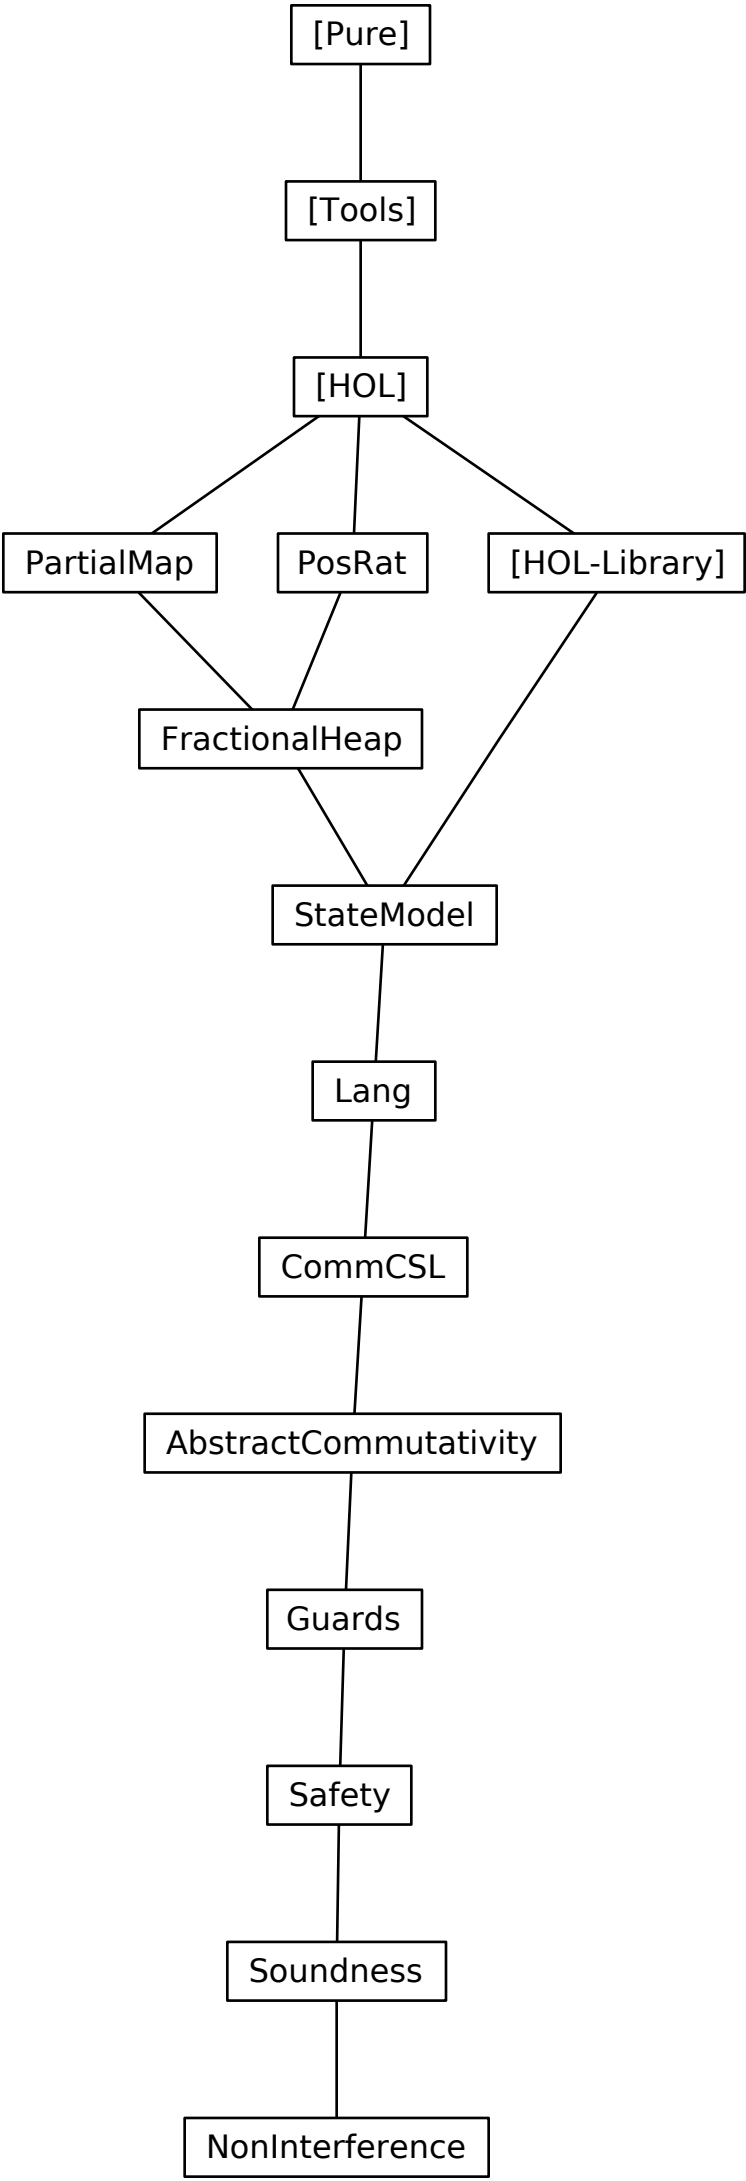 [Pure]
[Tools]
[HOL]
PartialMap
PosRat
[HOL-Library]
FractionalHeap
StateModel
Lang
CommCSL
AbstractCommutativity
Guards
Safety
Soundness
NonInterference